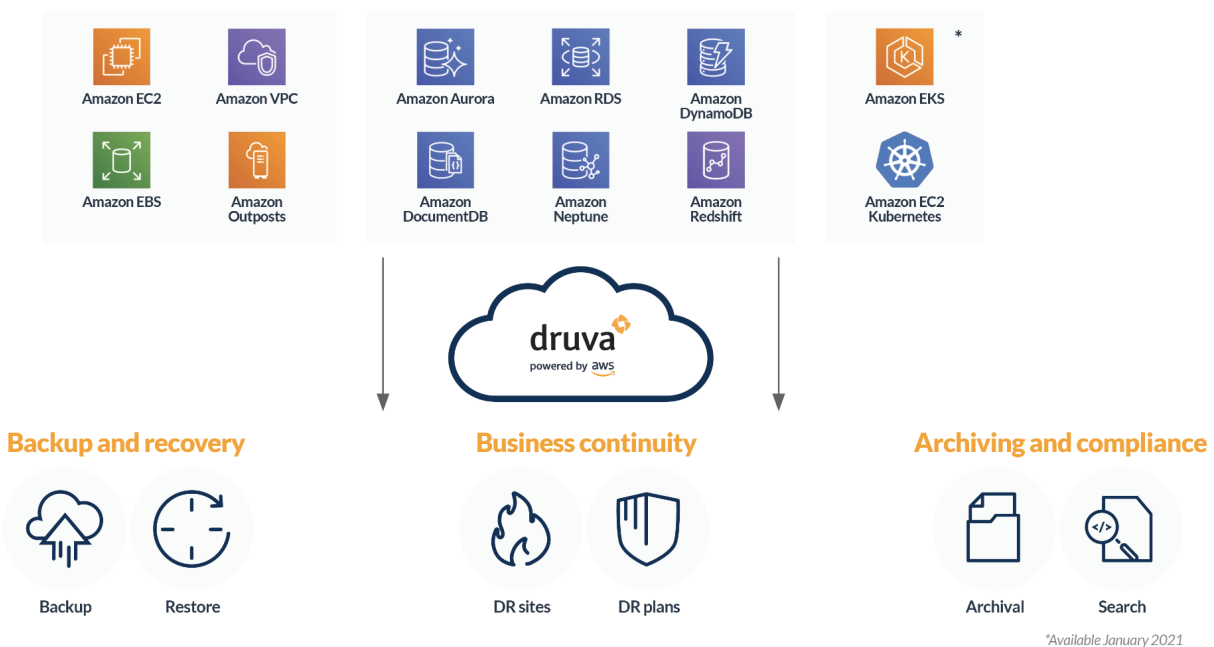 *
Amazon EC2
Amazon VPC
Amazon Aurora
Amazon RDS
Amazon
DynamoDB
Amazon EKS
Amazon EBS
Amazon
Outposts
Amazon
DocumentDB
Amazon
Neptune
Amazon
Redshift
Amazon EC2
Kubernetes
druva
powered by aws
Backup and recovery
Business continuity
Archiving and compliance
Backup
Restore
DR sites
DR plans
Archival
Search
*Available January 2021